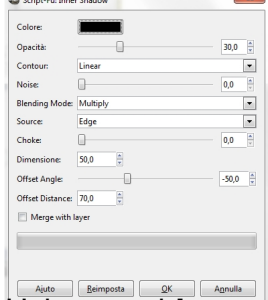 Script-Fu: Inner Shadow
Colore:
Opacità: 30,0
Contour: Linear
Noise: 0,0
Blending Mode: Multiply
Source: Edge
Choke: 0,0
Dimensione: 50,0
Offset Angle: -50,0
Offset Distance: 70,0
Merge with layer
Aiuto Reimposta OK Annulla